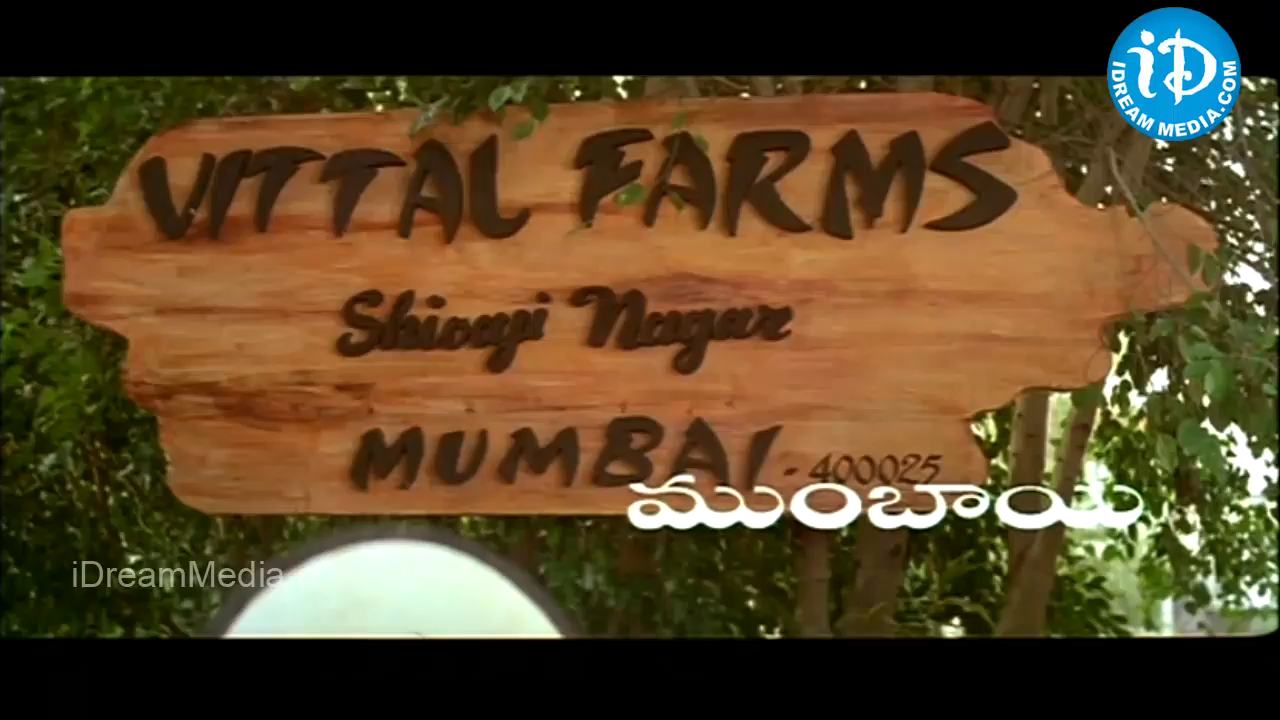 iD
IDREAM MEDIA.COM
VITTAL FARMS
Shivaji Nagar
MUMBAI - 400025
ముంబాయి
iDreamMedia